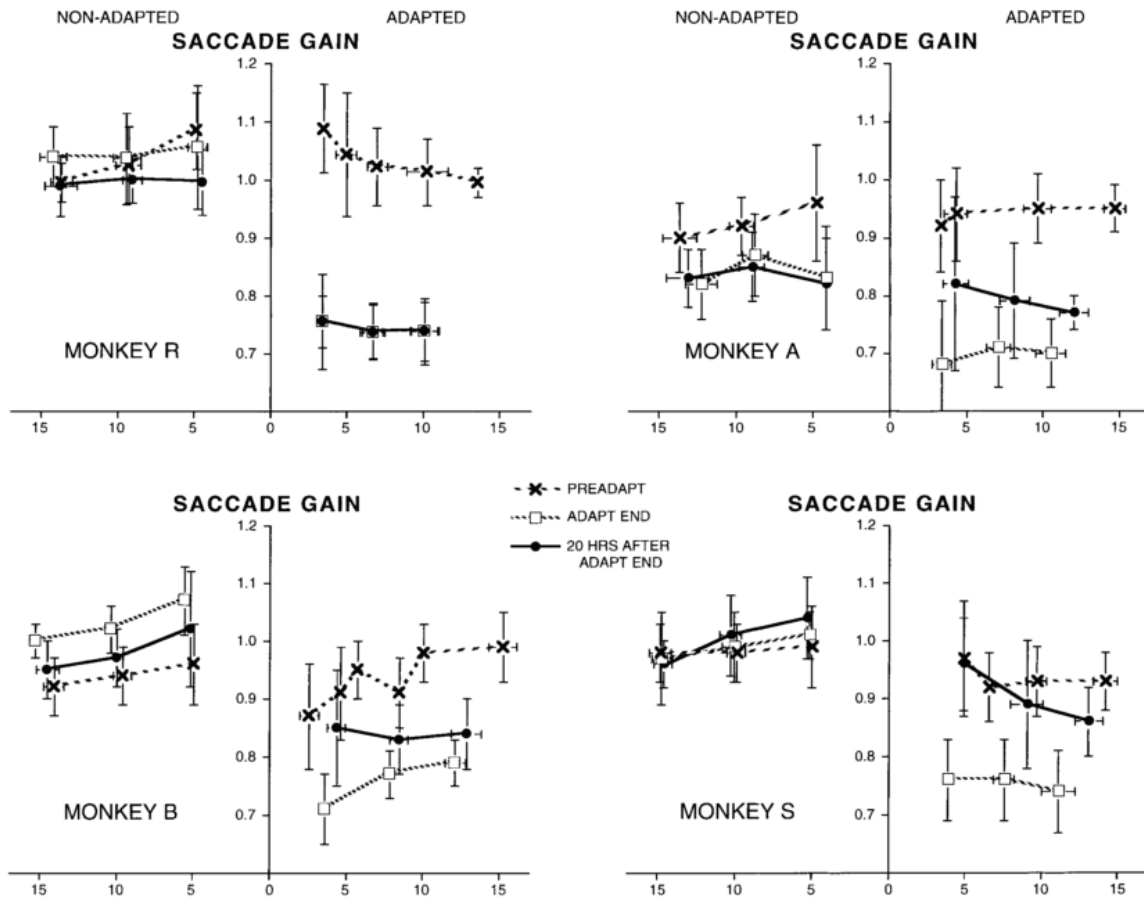 NON-ADAPTED ADAPTED
SACCADE GAIN
1.2
1.1
1.0
0.9
0.8
0.7
MONKEY R
15 10 5 0 5 10 15
NON-ADAPTED ADAPTED
SACCADE GAIN
1.2
1.1
1.0
0.9
0.8
0.7
MONKEY A
15 10 5 0 5 10 15
PREADAPT
ADAPT END
20 HRS AFTER
ADAPT END
SACCADE GAIN
1.2
1.1
1.0
0.9
0.8
0.7
MONKEY B
15 10 5 0 5 10 15
SACCADE GAIN
1.2
1.1
1.0
0.9
0.8
0.7
MONKEY S
15 10 5 0 5 10 15